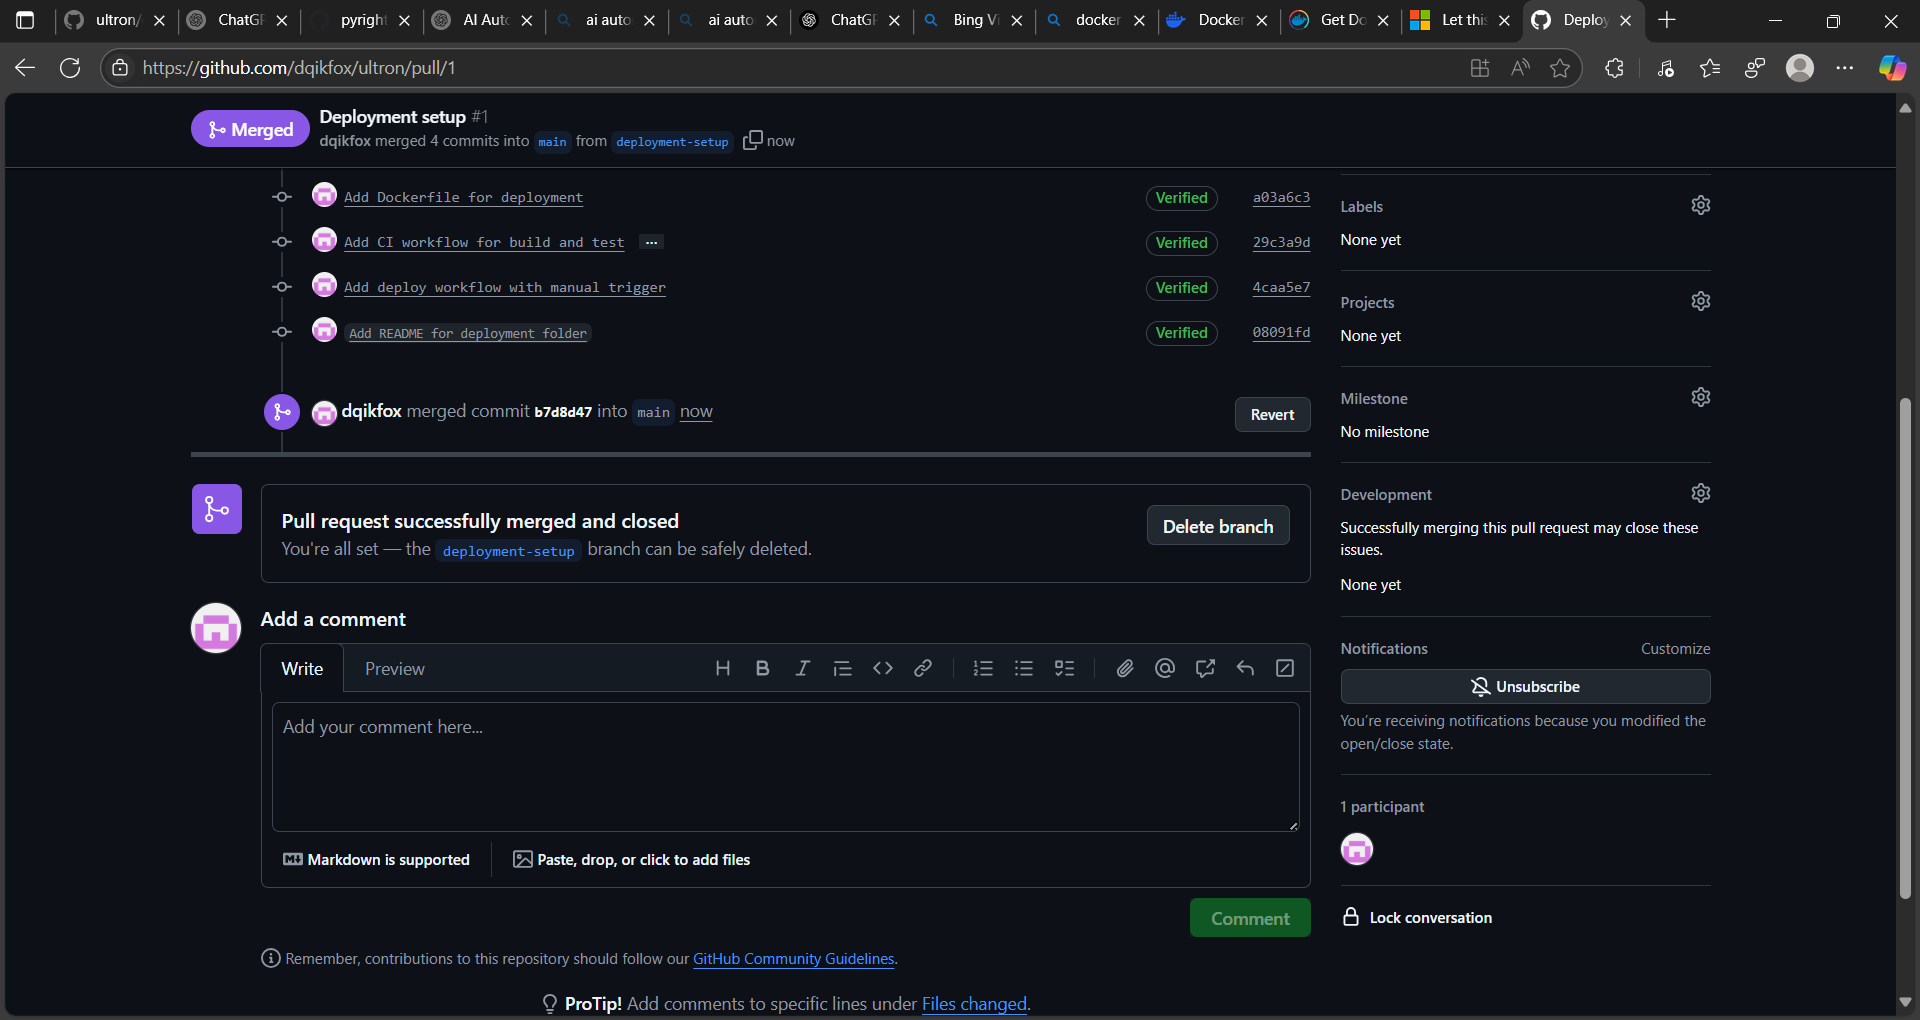 ultron/
ChatGP
pyright
AI Auto
ai auto
ai auto
ChatGP
Bing Vi
docker
Docker
Get Do
Let this
Deploy
https://github.com/dqikfox/ultron/pull/1
Merged
Deployment setup #1
dqikfox merged 4 commits into main from deployment-setup now
Add Dockerfile for deployment Verified a03a6c3
Add CI workflow for build and test ... Verified 29c3a9d
Add deploy workflow with manual trigger Verified 4caa5e7
Add README for deployment folder Verified 08091fd
dqikfox merged commit b7d8d47 into main now
Revert
Pull request successfully merged and closed
You're all set — the deployment-setup branch can be safely deleted.
Delete branch
Add a comment
Write Preview
Add your comment here...
Markdown is supported
Paste, drop, or click to add files
Comment
Remember, contributions to this repository should follow our GitHub Community Guidelines.
ProTip! Add comments to specific lines under Files changed.
Labels
None yet
Projects
None yet
Milestone
No milestone
Development
Successfully merging this pull request may close these
issues.
None yet
Notifications Customize
Unsubscribe
You're receiving notifications because you modified the
open/close state.
1 participant
Lock conversation